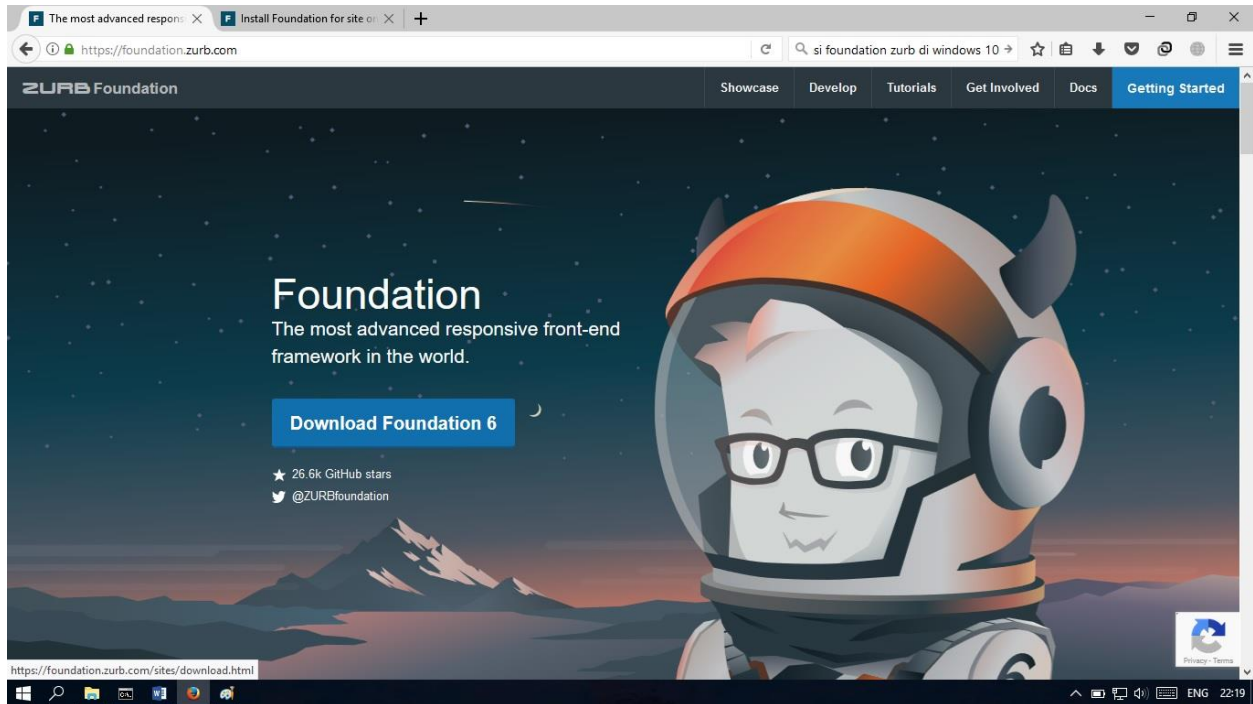 The most advanced respons
Install Foundation for site on
https://foundation.zurb.com
si foundation zurb di windows 10
ZURB Foundation
Showcase
Develop
Tutorials
Get Involved
Docs
Getting Started
Foundation
The most advanced responsive front-end
framework in the world.
Download Foundation 6
26.6k GitHub stars
@ZURBfoundation
Privacy - Terms
https://foundation.zurb.com/sites/download.html
ENG
22:19